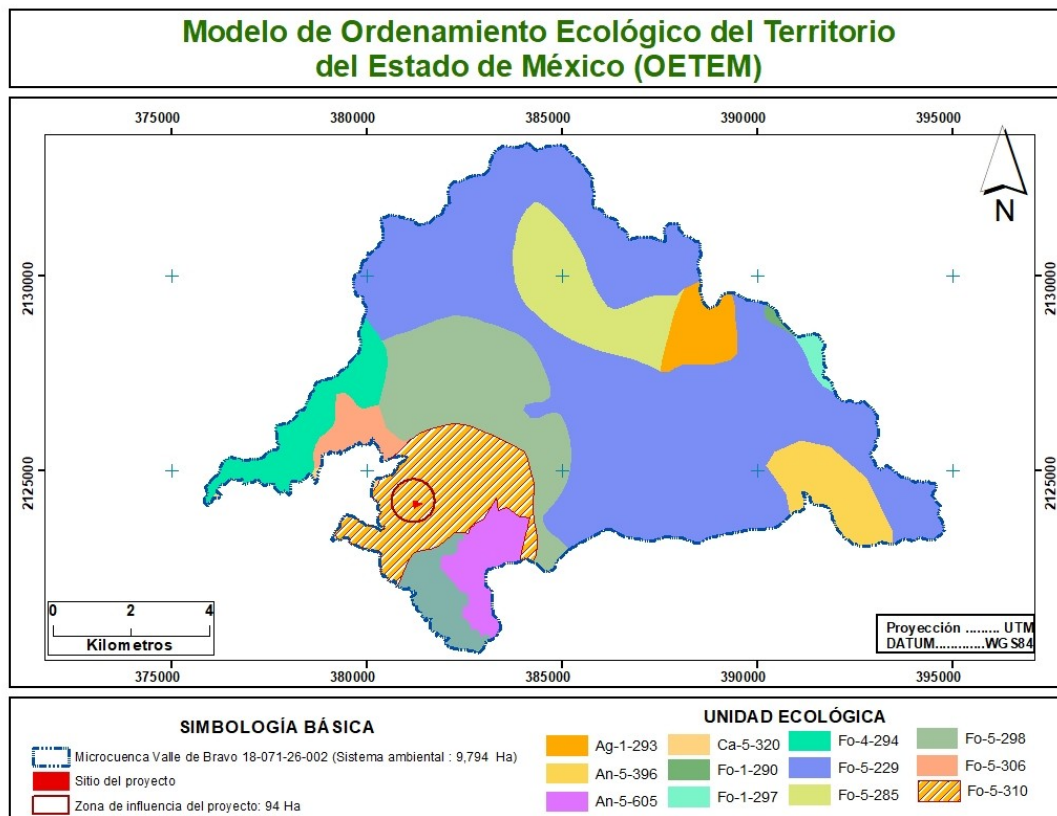 Modelo de Ordenamiento Ecológico del Territorio
del Estado de México (OETEM)
375000 380000 385000 390000 395000
N
2130000 2130000
2125000 2125000
0 2 4
Kilometros
Proyección ......... UTM
DATUM.............WGS84
375000 380000 385000 390000 395000
SIMBOLOGÍA BÁSICA
Microcuenca Valle de Bravo 18-071-26-002 (Sistema ambiental : 9,794 Ha)
Sitio del proyecto
Zona de influencia del proyecto: 94 Ha
UNIDAD ECOLÓGICA
Ag-1-293 Ca-5-320 Fo-4-294 Fo-5-298
An-5-396 Fo-1-290 Fo-5-229 Fo-5-306
An-5-605 Fo-1-297 Fo-5-285 Fo-5-310